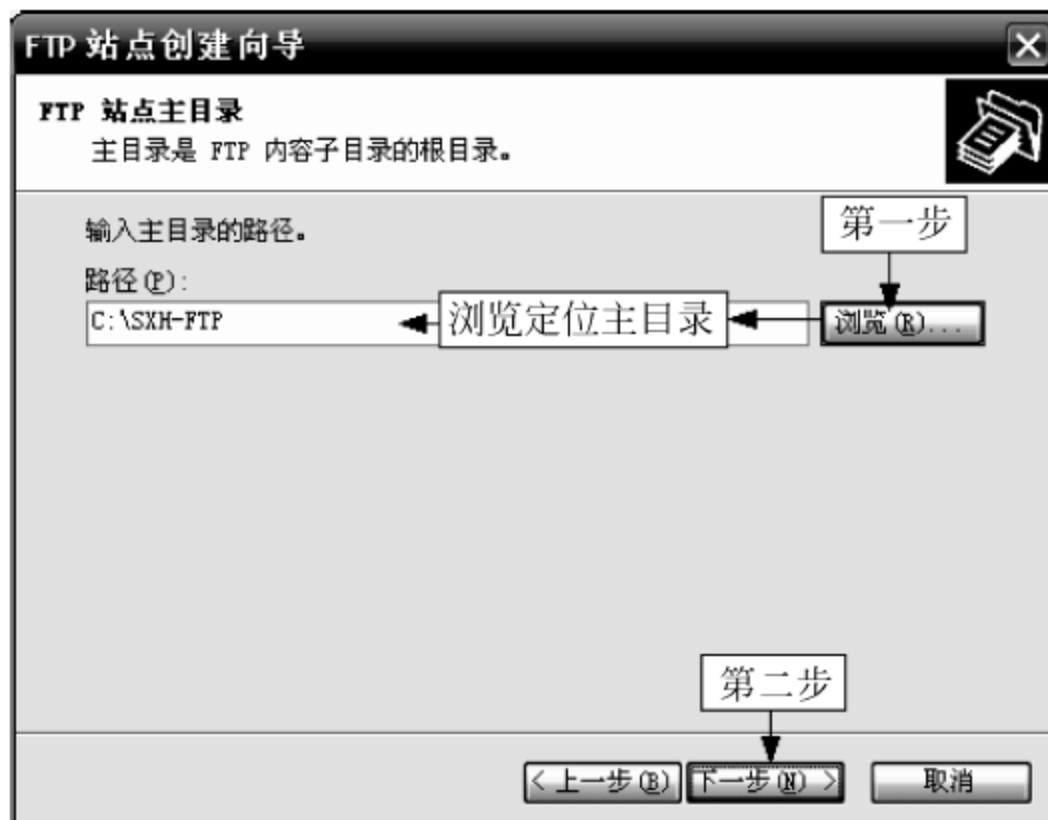 FTP 站点创建向导
FTP 站点主目录
主目录是 FTP 内容子目录的根目录。
输入主目录的路径。
第一步
路径(P):
C:\SXH-FTP
浏览定位主目录
浏览(R)...
第二步
< 上一步(B)
下一步(N) >
取消